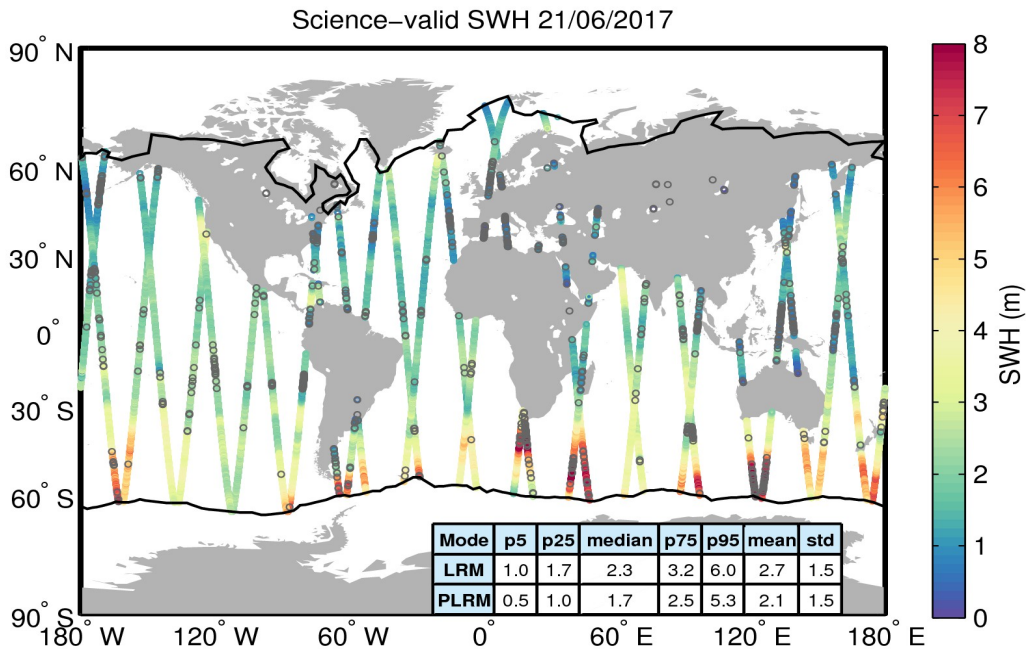 Science−valid SWH 21/06/2017
90° N
60° N
30° N
0°
30° S
60° S
90° S
180° W
120° W
60° W
0°
60° E
120° E
180° E
8
7
6
5
4
3
2
1
0
SWH (m)
Mode p5 p25 median p75 p95 mean std
LRM 1.0 1.7 2.3 3.2 6.0 2.7 1.5
PLRM 0.5 1.0 1.7 2.5 5.3 2.1 1.5